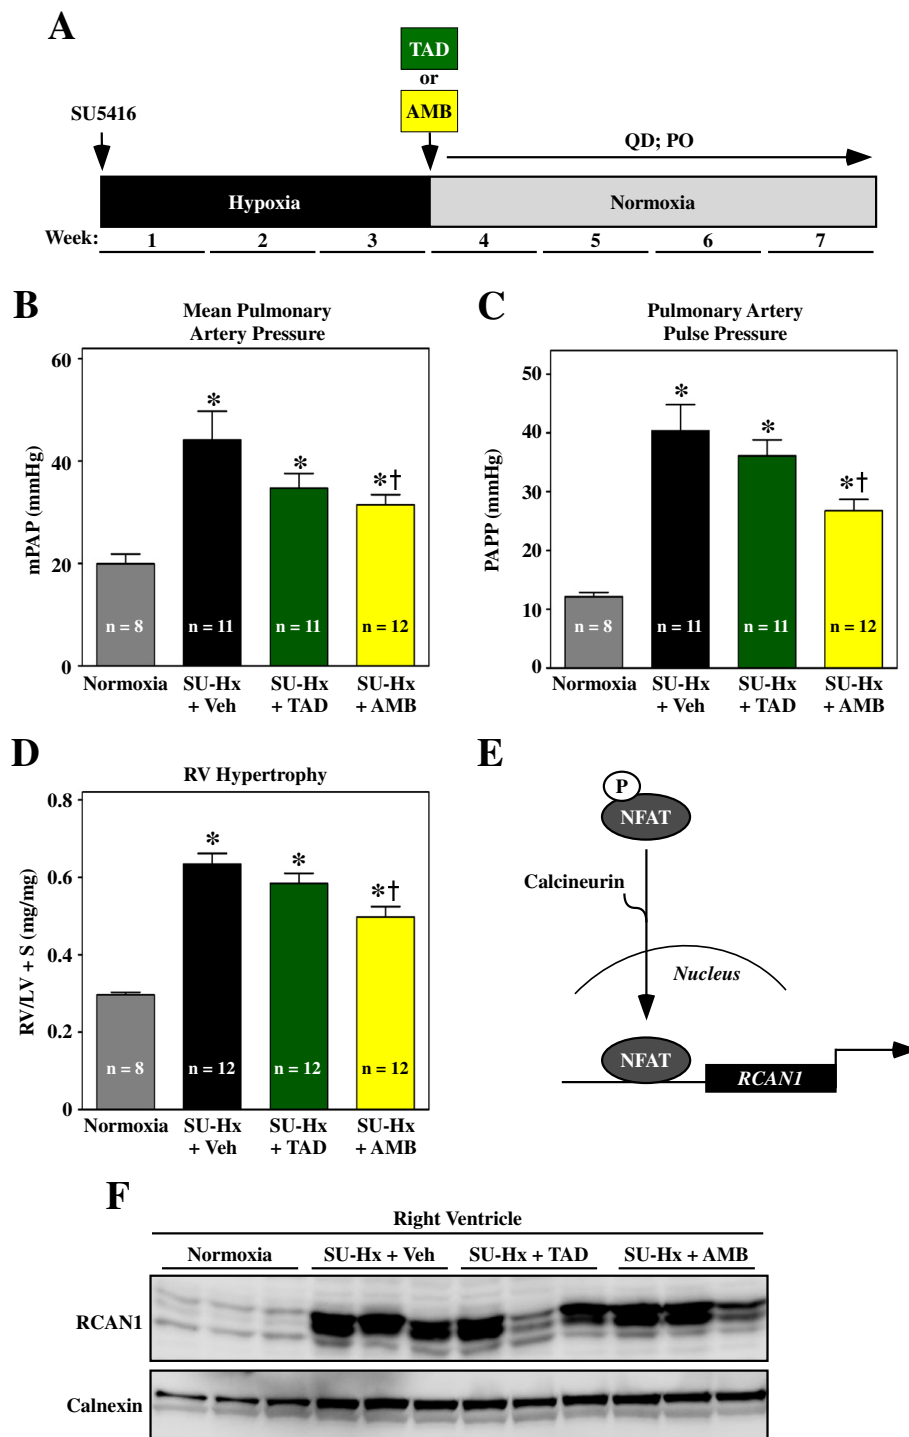 A
TAD
or
AMB
SU5416
QD; PO
Hypoxia
Normoxia
Week: 1 2 3 4 5 6 7
B
Mean Pulmonary
Artery Pressure
mPAP (mmHg)
60
40
20
0
*
*
*†
n = 8
n = 11
n = 11
n = 12
Normoxia
SU-Hx
+ Veh
SU-Hx
+ TAD
SU-Hx
+ AMB
C
Pulmonary Artery
Pulse Pressure
PAPP (mmHg)
50
40
30
20
10
0
*
*
*†
n = 8
n = 11
n = 11
n = 12
Normoxia
SU-Hx
+ Veh
SU-Hx
+ TAD
SU-Hx
+ AMB
D
RV Hypertrophy
RV/LV + S (mg/mg)
0.8
0.6
0.4
0.2
0
*
*
*†
n = 8
n = 12
n = 12
n = 12
Normoxia
SU-Hx
+ Veh
SU-Hx
+ TAD
SU-Hx
+ AMB
E
P
NFAT
Calcineurin
Nucleus
NFAT
RCAN1
F
Right Ventricle
Normoxia SU-Hx + Veh SU-Hx + TAD SU-Hx + AMB
RCAN1
Calnexin